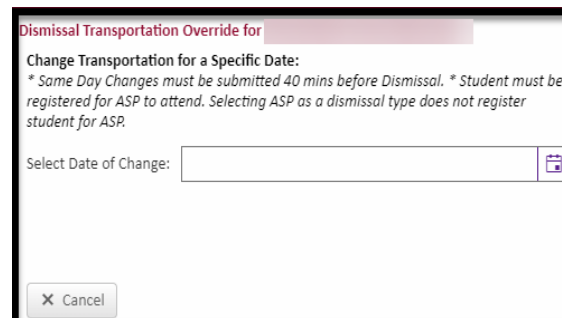 Dismissal Transportation Override for
Change Transportation for a Specific Date:
* Same Day Changes must be submitted 40 mins before Dismissal. * Student must be
registered for ASP to attend. Selecting ASP as a dismissal type does not register
student for ASP.
Select Date of Change:
X Cancel